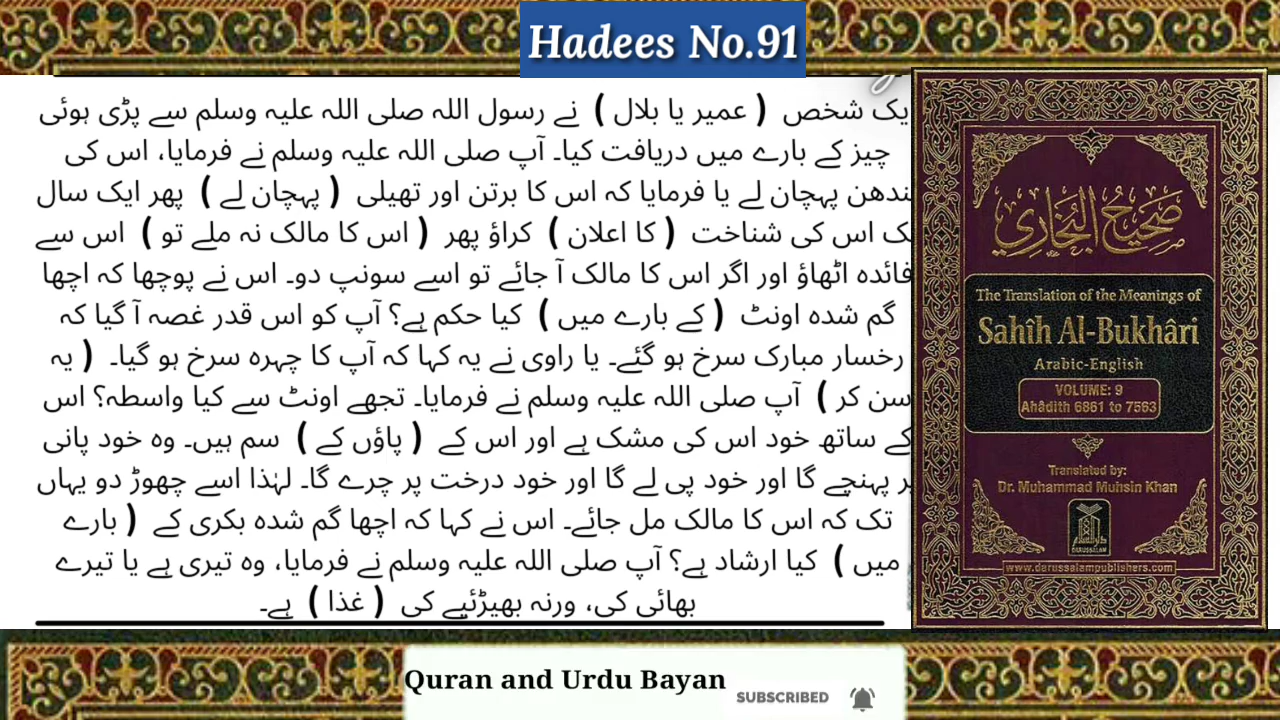 Hadees No.91
یک شخص ( عمیر یا بلال ) نے رسول اللہ صلی اللہ علیہ وسلم سے پڑی ہوئی
چیز کے بارے میں دریافت کیا۔ آپ صلی اللہ علیہ وسلم نے فرمایا، اس کی
ندھن پہچان لے یا فرمایا کہ اس کا برتن اور تھیلی ( پہچان لے ) پھر ایک سال
ک اس کی شناخت ( کا اعلان ) کراؤ پھر ( اس کا مالک نہ ملے تو ) اس سے
فائدہ اٹھاؤ اور اگر اس کا مالک آ جائے تو اسے سونپ دو۔ اس نے پوچھا کہ اچھا
گم شدہ اونٹ ( کے بارے میں ) کیا حکم ہے؟ آپ کو اس قدر غصہ آ گیا کہ
رخسار مبارک سرخ ہو گئے۔ یا راوی نے یہ کہا کہ آپ کا چہرہ سرخ ہو گیا۔ ( یہ
سن کر ) آپ صلی اللہ علیہ وسلم نے فرمایا۔ تجھے اونٹ سے کیا واسطہ؟ اس
کے ساتھ خود اس کی مشک ہے اور اس کے ( پاؤں کے ) سم ہیں۔ وہ خود پانی
ر پہنچے گا اور خود پی لے گا اور خود درخت پر چرے گا۔ لہٰذا اسے چھوڑ دو یہاں
تک کہ اس کا مالک مل جائے۔ اس نے کہا کہ اچھا گم شدہ بکری کے ( بارے
میں ) کیا ارشاد ہے؟ آپ صلی اللہ علیہ وسلم نے فرمایا، وہ تیری ہے یا تیرے
بھائی کی، ورنہ بھیڑئیے کی ( غذا ) ہے۔
صَحِيحُ البُخَارِي
The Translation of the Meanings of
Sahîh Al-Bukhâri
Arabic-English
VOLUME: 9
Ahâdith 6861 to 7563
Translated by:
Dr. Muhammad Muhsin Khan
دارالسلام
DARUSSALAM
www.darussalampublishers.com
Quran and Urdu Bayan
SUBSCRIBED